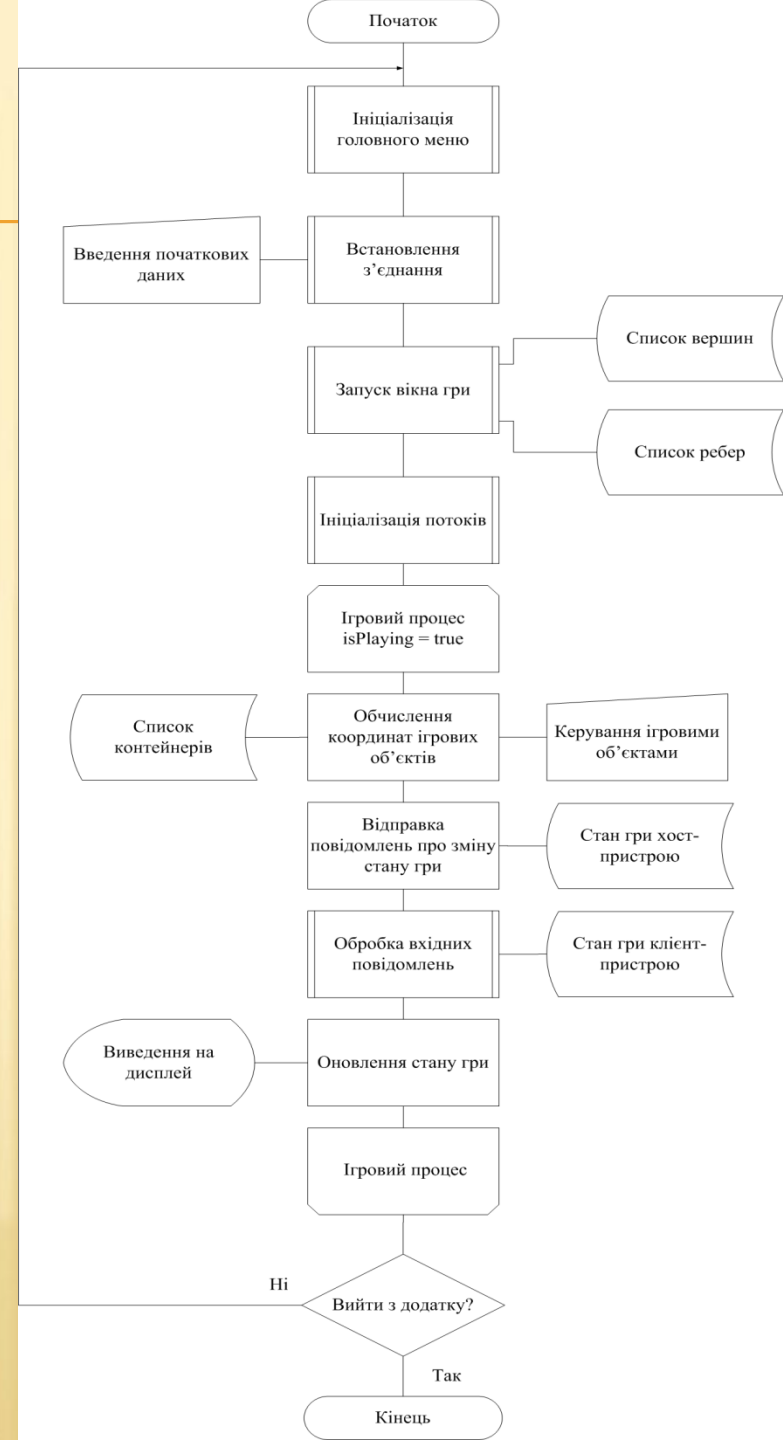 Початок
Ініціалізація
головного меню
Введення початкових
даних
Встановлення
з’єднання
Запуск вікна гри
Список вершин
Список ребер
Ініціалізація потоків
Ігровий процес
isPlaying = true
Список
контейнерів
Обчислення
координат ігрових
об’єктів
Керування ігровими
об’єктами
Відправка
повідомлень про зміну
стану гри
Стан гри хост-
пристрою
Обробка вхідних
повідомлень
Стан гри клієнт-
пристрою
Виведення на
дисплей
Оновлення стану гри
Ігровий процес
Ні
Вийти з додатку?
Так
Кінець